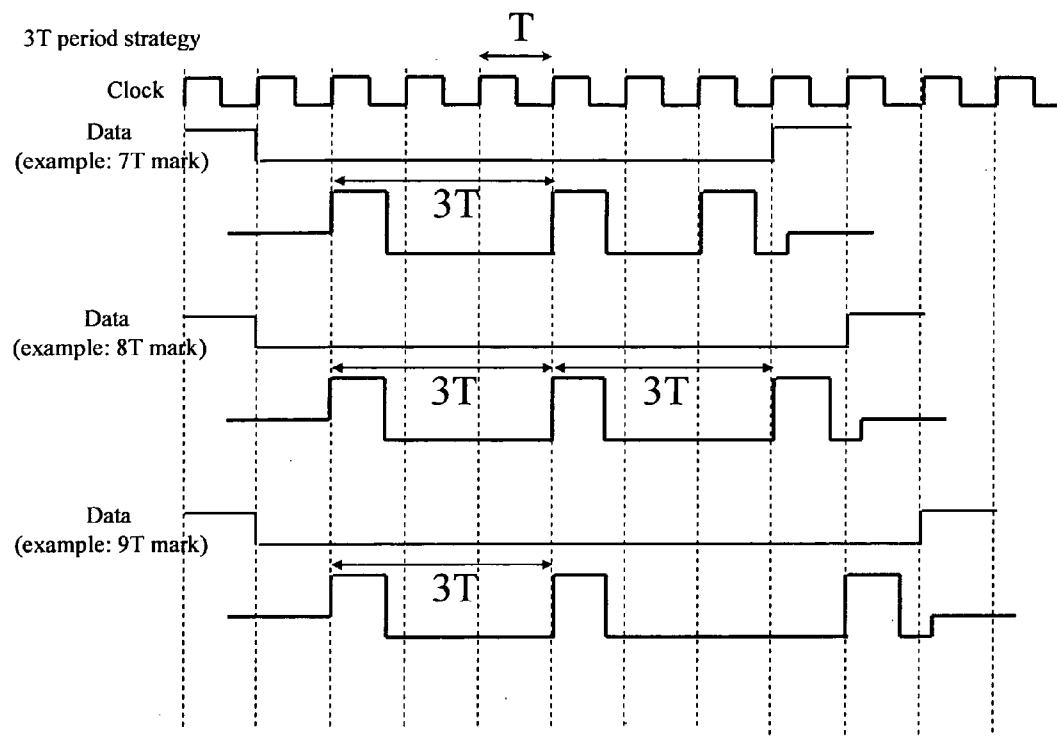 3T period strategy
T
Clock
Data
(example: 7T mark)
3T
Data
(example: 8T mark)
3T 3T
Data
(example: 9T mark)
3T